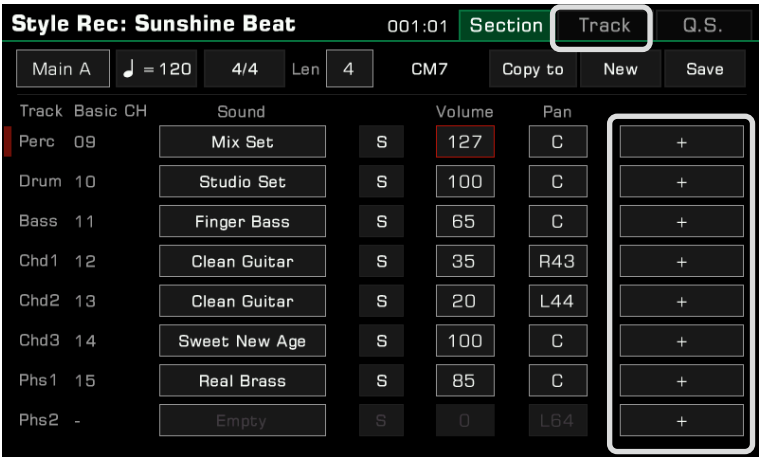 Style Rec: Sunshine Beat 001:01 Section Track Q.S.
Main A = 120 4/4 Len 4 CM7 Copy to New Save
Track Basic CH Sound Volume Pan
Perc 09 Mix Set S 127 C +
Drum 10 Studio Set S 100 C +
Bass 11 Finger Bass S 65 C +
Chd1 12 Clean Guitar S 35 R43 +
Chd2 13 Clean Guitar S 20 L44 +
Chd3 14 Sweet New Age S 100 C +
Phs1 15 Real Brass S 85 C +
Phs2 - Empty S 0 L64 +